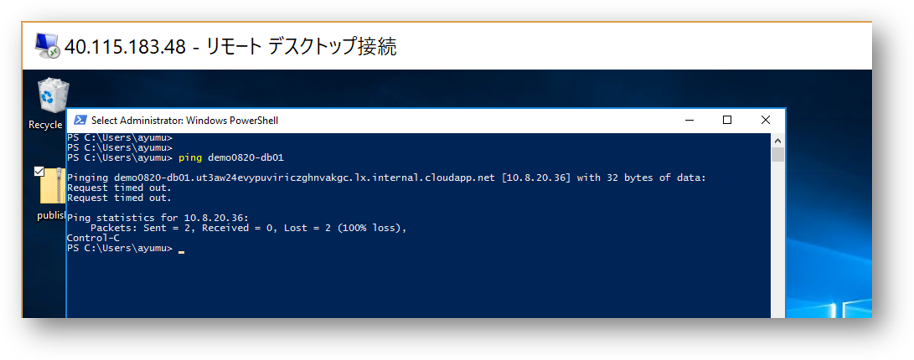 40.115.183.48 - リモート デスクトップ接続
Recycle
Select Administrator: Windows PowerShell
PS C:\Users\ayumu>
PS C:\Users\ayumu>
PS C:\Users\ayumu> ping demo0820-db01
Pinging demo0820-db01.ut3aw24evypuviriczghnvakgc.lx.internal.cloudapp.net [10.8.20.36] with 32 bytes of data:
Request timed out.
Request timed out.
Ping statistics for 10.8.20.36:
Packets: Sent = 2, Received = 0, Lost = 2 (100% loss),
Control-C
PS C:\Users\ayumu>
publish